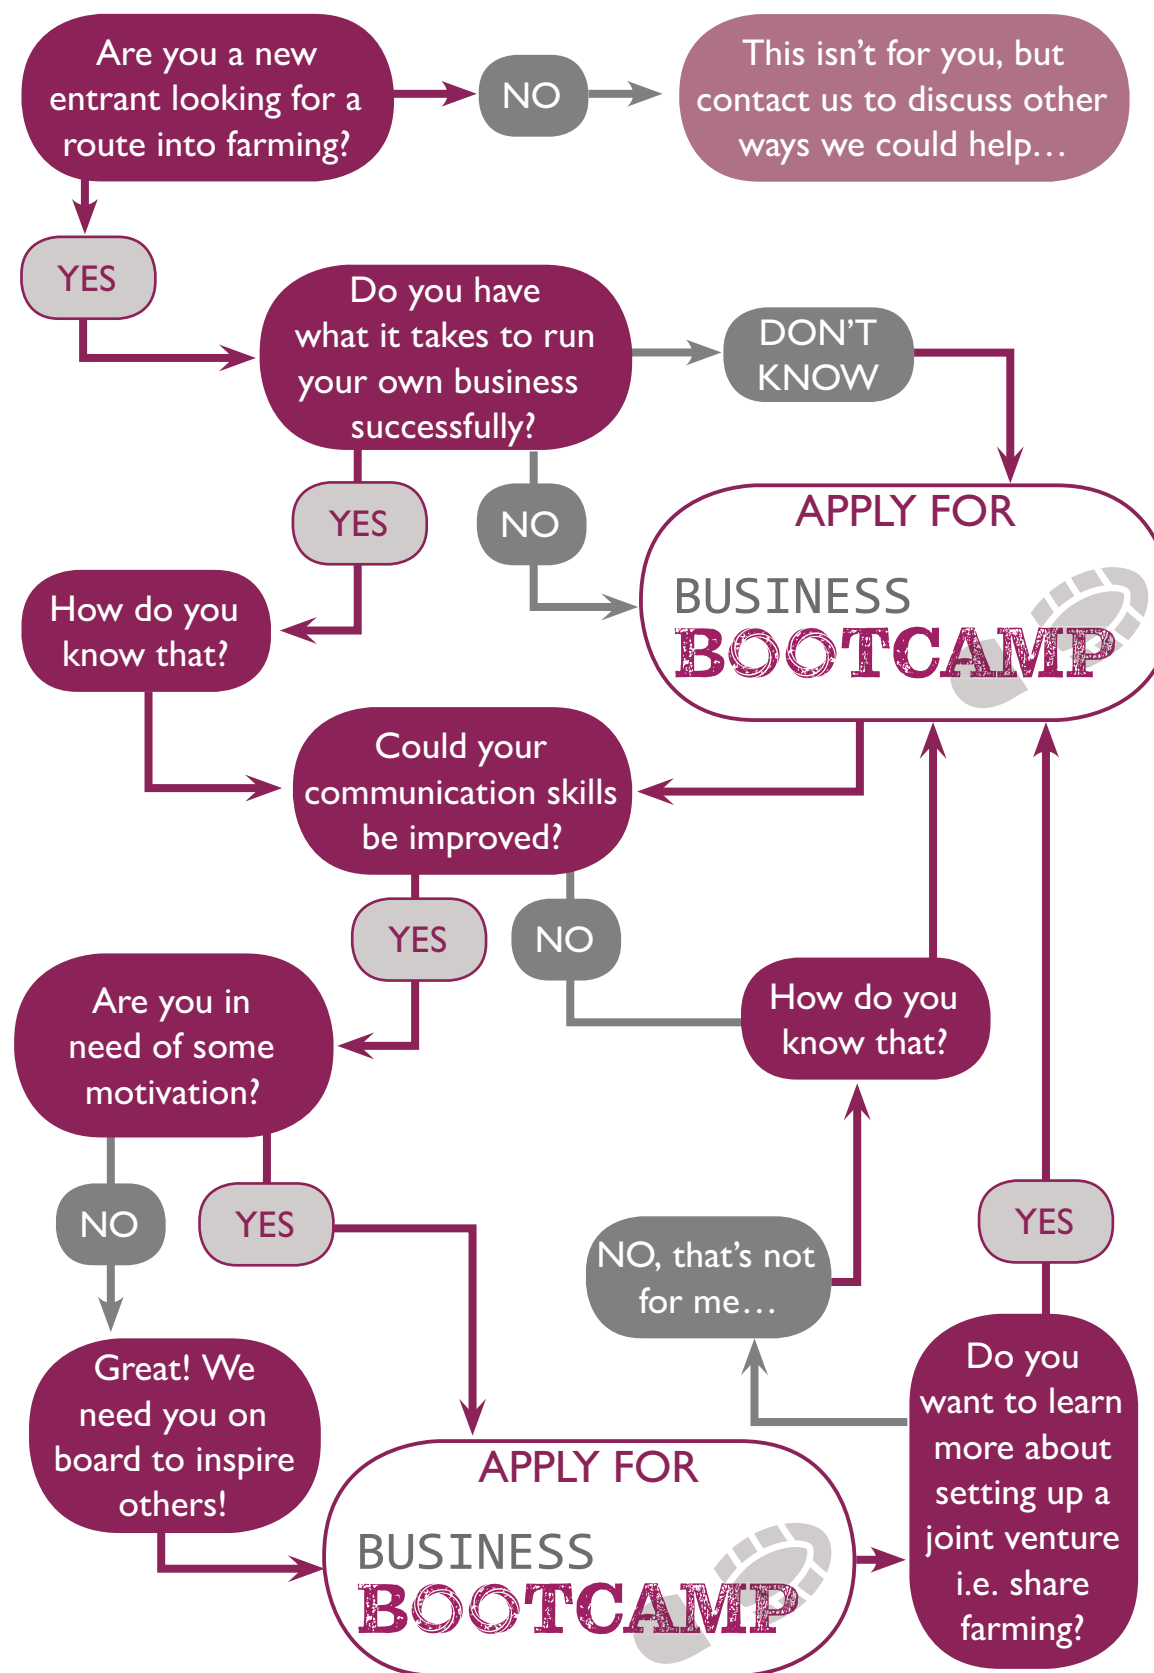 Are you a new
entrant looking for a
route into farming?
NO
This isn't for you, but
contact us to discuss other
ways we could help…
YES
Do you have
what it takes to run
your own business
successfully?
DON'T
KNOW
YES
NO
APPLY FOR
BUSINESS
BOOTCAMP
How do you
know that?
Could your
communication skills
be improved?
YES
NO
How do you
know that?
Are you in
need of some
motivation?
NO
YES
NO, that's not
for me…
YES
Great! We
need you on
board to inspire
others!
APPLY FOR
BUSINESS
BOOTCAMP
Do you
want to learn
more about
setting up a
joint venture
i.e. share
farming?